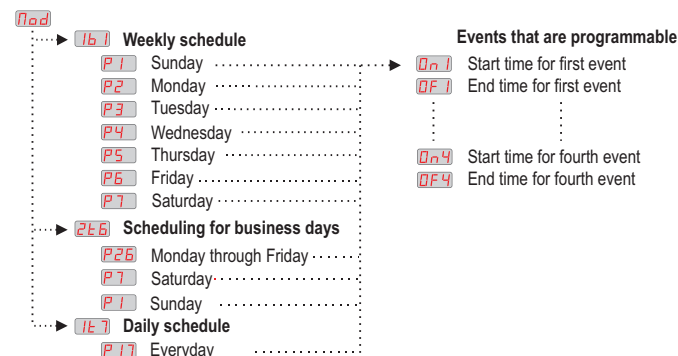 Mod
1b1 Weekly schedule
P1 Sunday
P2 Monday
P3 Tuesday
P4 Wednesday
P5 Thursday
P6 Friday
P7 Saturday
2t6 Scheduling for business days
P26 Monday through Friday
P7 Saturday
P1 Sunday
1t7 Daily schedule
P17 Everyday
Events that are programmable
On1 Start time for first event
OF1 End time for first event
On4 Start time for fourth event
OF4 End time for fourth event